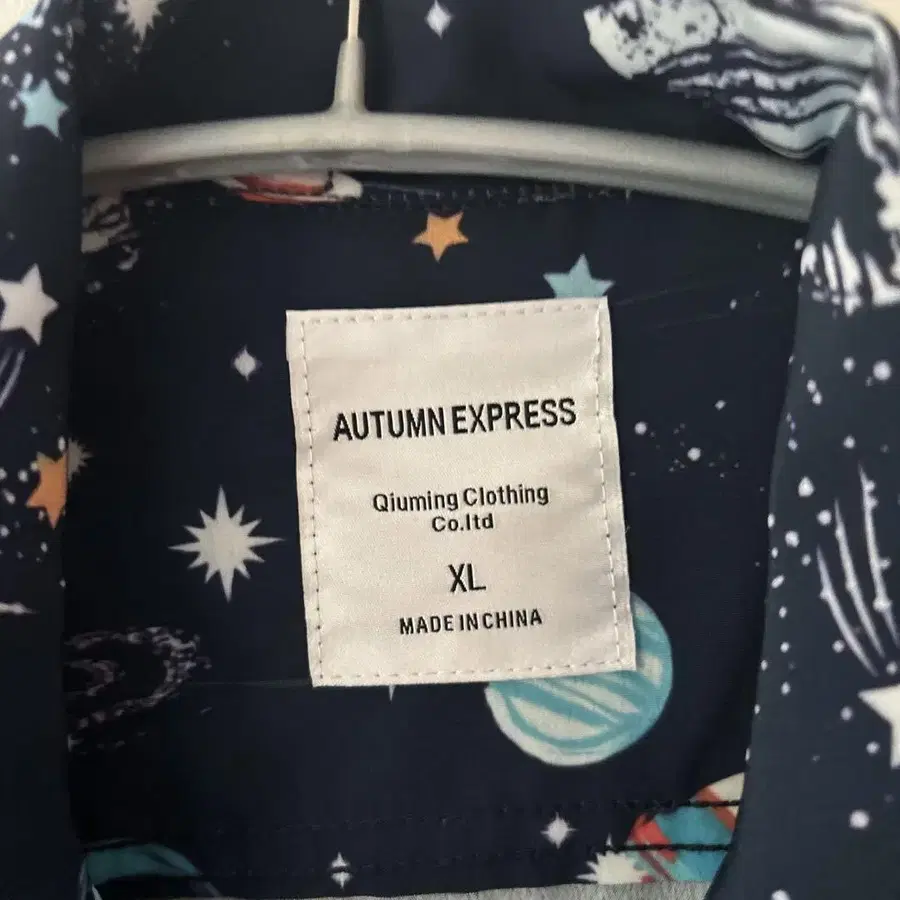 AUTUMN EXPRESS
Qiuming Clothing
Co.ltd
XL
MADE IN CHINA